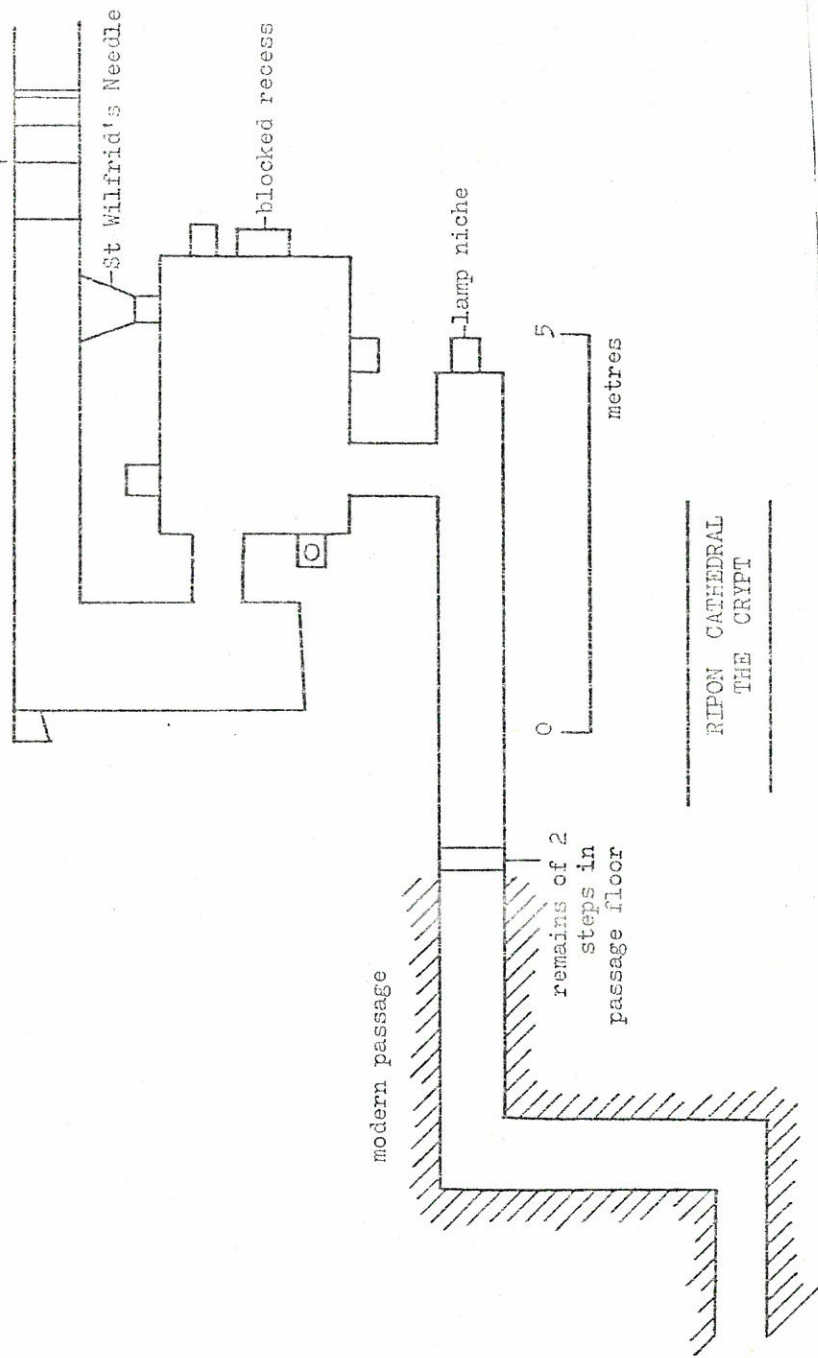 St Wilfrid's Needle
blocked recess
lamp niche
modern passage
remains of 2
steps in
passage floor
0
5
metres
RIPON CATHEDRAL
THE CRYPT